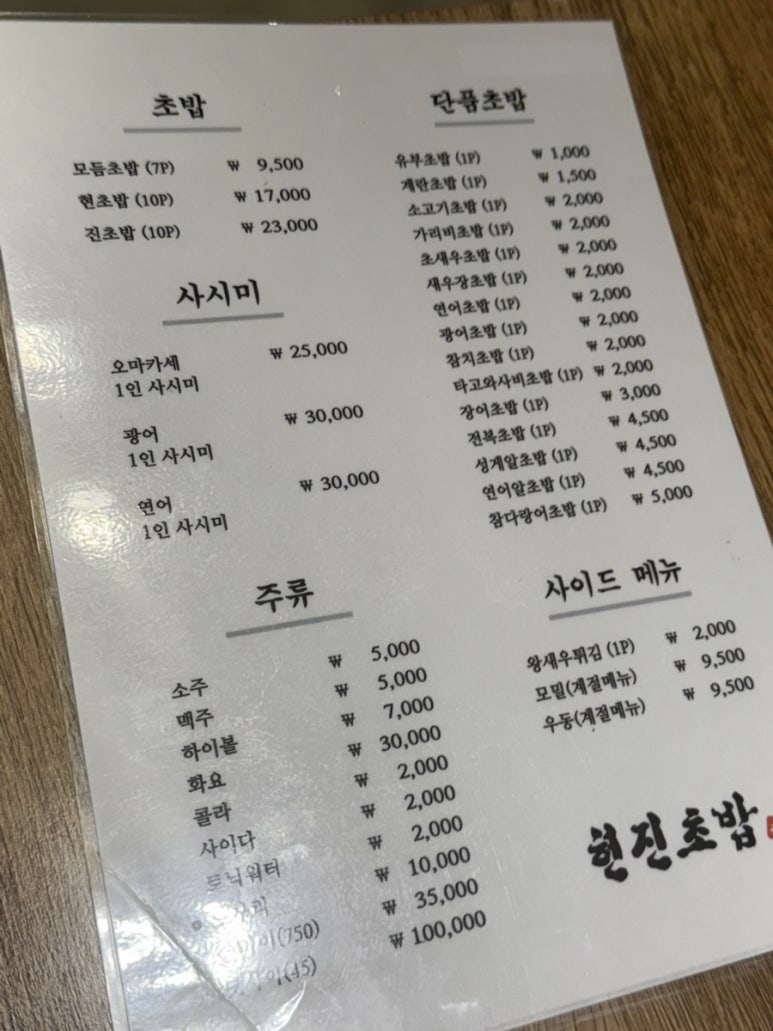 초밥
모듬초밥 (7P) ₩ 9,500
현초밥 (10P) ₩ 17,000
진초밥 (10P) ₩ 23,000
사시미
오마카세 ₩ 25,000
1인 사시미
광어 ₩ 30,000
1인 사시미
연어 ₩ 30,000
1인 사시미
주류
소주 ₩ 5,000
맥주 ₩ 5,000
하이볼 ₩ 7,000
화요 ₩ 30,000
콜라 ₩ 2,000
사이다 ₩ 2,000
토닉워터 ₩ 2,000
₩ 10,000
(750) ₩ 35,000
(45) ₩ 100,000
단품초밥
유부초밥 (1P) ₩ 1,000
계란초밥 (1P) ₩ 1,500
소고기초밥 (1P) ₩ 2,000
가리비초밥 (1P) ₩ 2,000
초새우초밥 (1P) ₩ 2,000
새우장초밥 (1P) ₩ 2,000
연어초밥 (1P) ₩ 2,000
광어초밥 (1P) ₩ 2,000
참치초밥 (1P) ₩ 2,000
타고와사비초밥 (1P) ₩ 2,000
장어초밥 (1P) ₩ 3,000
전복초밥 (1P) ₩ 4,500
성게알초밥 (1P) ₩ 4,500
연어알초밥 (1P) ₩ 4,500
참다랑어초밥 (1P) ₩ 5,000
사이드 메뉴
왕새우튀김 (1P) ₩ 2,000
모밀(계절메뉴) ₩ 9,500
우동(계절메뉴) ₩ 9,500
현진초밥